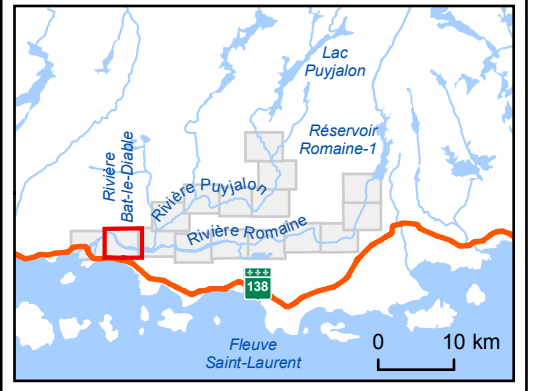 Lac
Puyjalon
Réservoir
Romaine-1
Rivière
Bat-le-Diable
Rivière Puyjalon
Rivière Romaine
138
Fleuve
Saint-Laurent
0 10 km